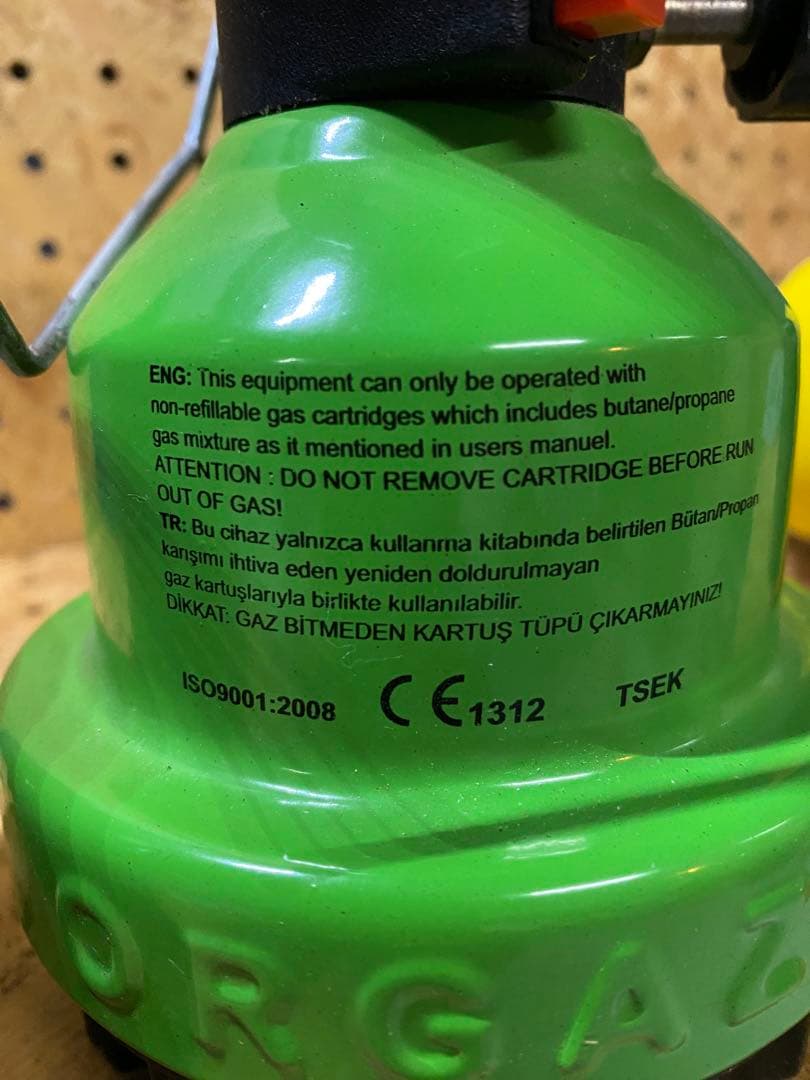 ENG: This equipment can only be operated with
non-refillable gas cartridges which includes butane/propane
gas mixture as it mentioned in users manuel.
ATTENTION : DO NOT REMOVE CARTRIDGE BEFORE RUN
OUT OF GAS!
TR: Bu cihaz yalnızca kullanma kitabında belirtilen Bütan/Propan
karışımı ihtiva eden yeniden doldurulmayan
gaz kartuşlarıyla birlikte kullanılabilir.
DİKKAT: GAZ BİTMEDEN KARTUŞ TÜPÜ ÇIKARMAYINIZ!
ISO9001:2008 CE 1312 TSEK
ORGAZ